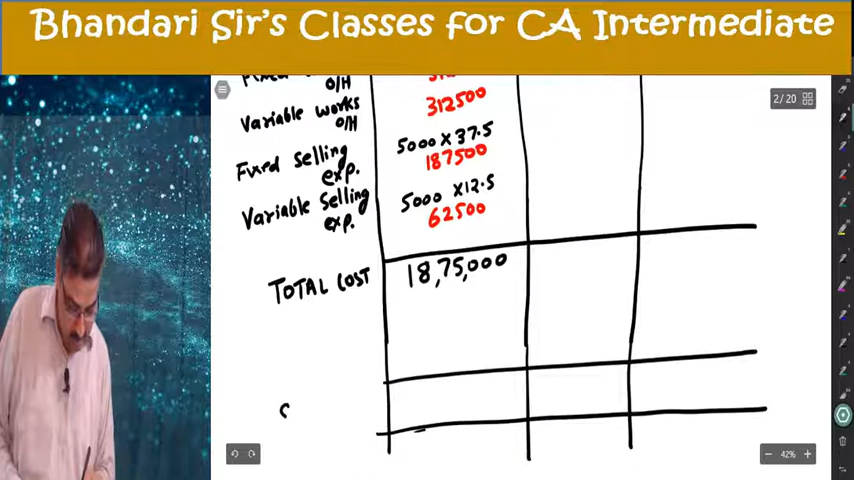 Bhandari Sir's Classes for CA Intermediate
2/20
O/H
Variable works
O/H
312500
Fixed Selling
exp.
5000 × 37.5
187500
Variable Selling
exp.
5000 × 12.5
62500
TOTAL COST
18,75,000
42%